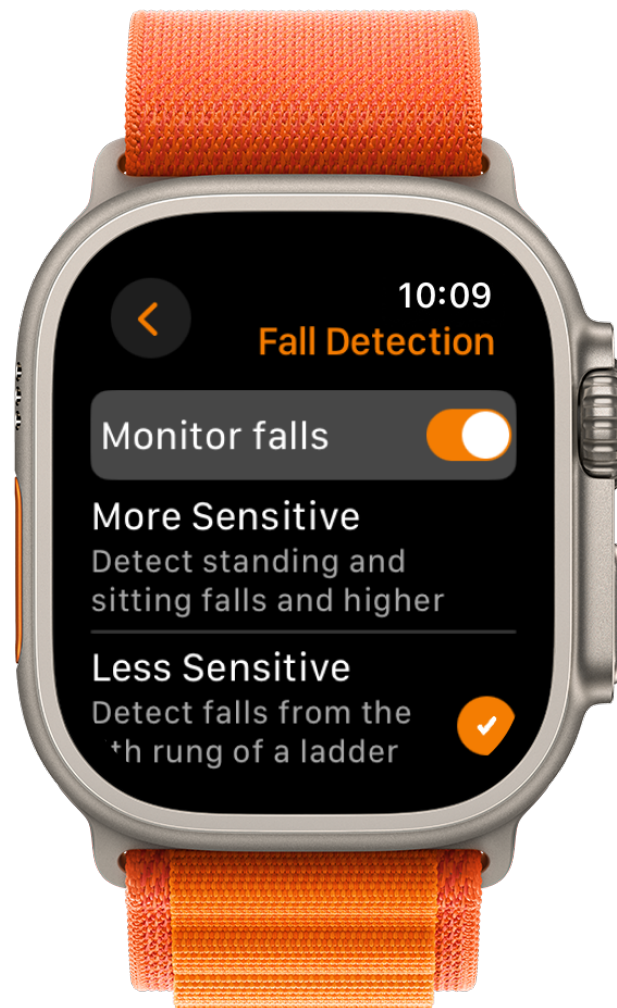 10:09
Fall Detection
Monitor falls
More Sensitive
Detect standing and
sitting falls and higher
Less Sensitive
Detect falls from the
rung of a ladder